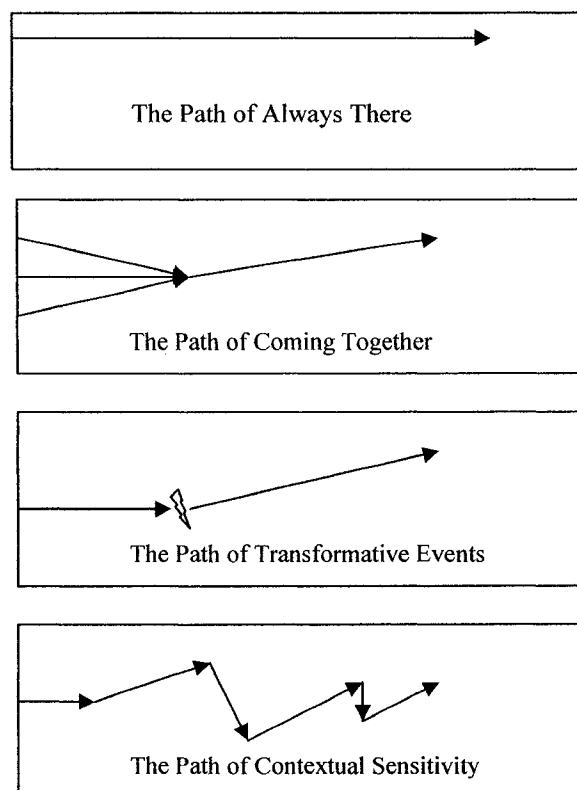 The Path of Always There
The Path of Coming Together
The Path of Transformative Events
The Path of Contextual Sensitivity